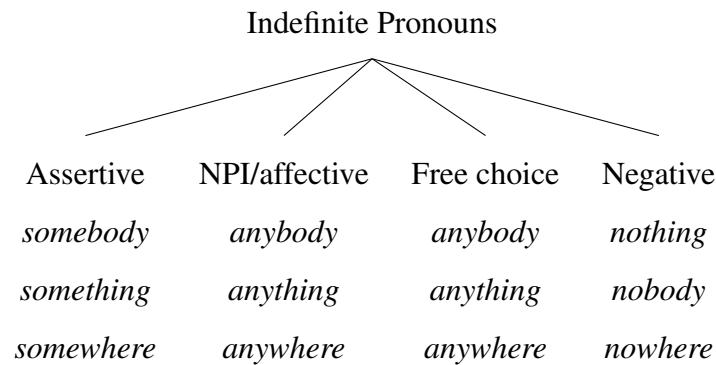 Indefinite Pronouns
Assertive NPI/affective Free choice Negative
somebody anybody anybody nothing
something anything anything nobody
somewhere anywhere anywhere nowhere